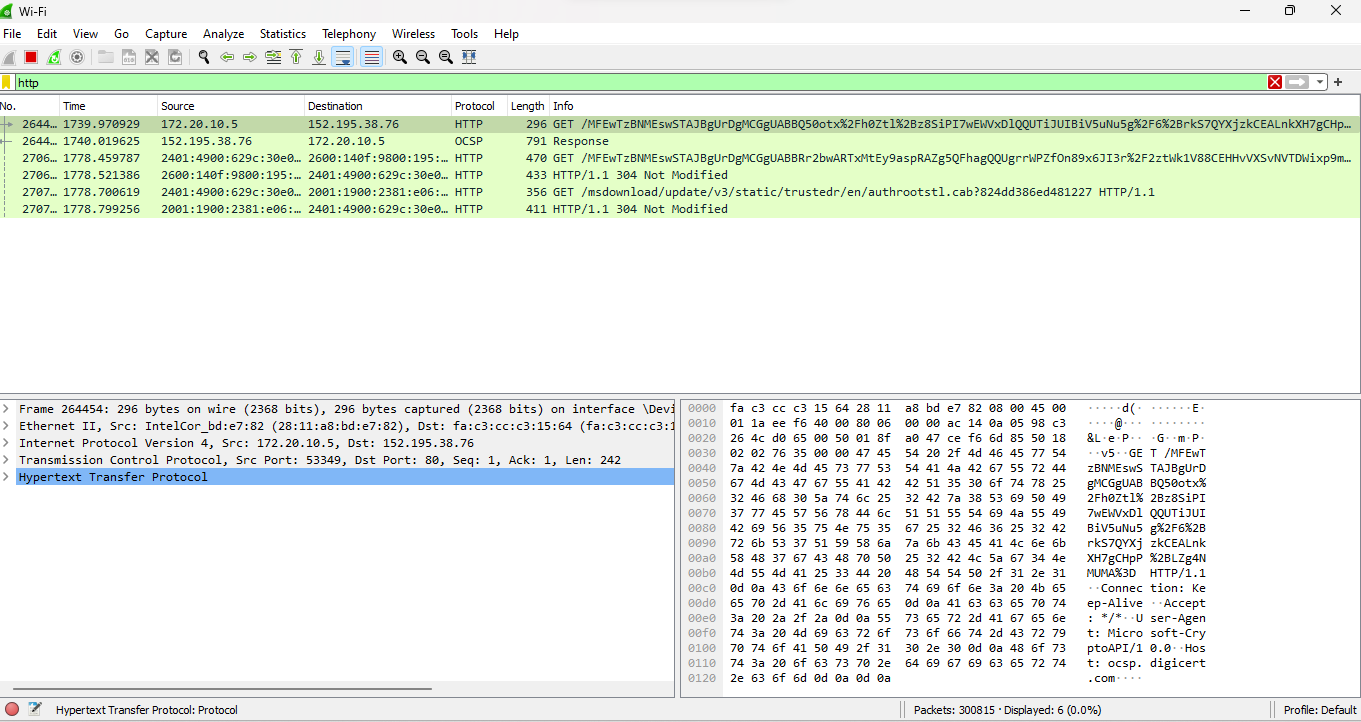 Wi-Fi
File Edit View Go Capture Analyze Statistics Telephony Wireless Tools Help
http
No. Time Source Destination Protocol Length Info
2644… 1739.970929 172.20.10.5 152.195.38.76 HTTP 296 GET /MFEwTzBNMEswSTAJBgUrDgMCGgUABBQ50otx%2Fh0Ztl%2Bz8SiPI7wEWVxDlQQUTiJUIBiV5uNu5g%2F6%2BrkS7QYXjzkCEALnkXH7gCHp…
2644… 1740.019625 152.195.38.76 172.20.10.5 OCSP 791 Response
2706… 1778.459787 2401:4900:629c:30e0… 2600:140f:9800:195:… HTTP 470 GET /MFEwTzBNMEswSTAJBgUrDgMCGgUABBRr2bwARTxMtEy9aspRAZg5QFhagQQUgrrWPZfOn89x6JI3r%2F2ztWk1V88CEHHvVXSvNVTDWixp9m…
2706… 1778.521386 2600:140f:9800:195:… 2401:4900:629c:30e0… HTTP 433 HTTP/1.1 304 Not Modified
2707… 1778.700619 2401:4900:629c:30e0… 2001:1900:2381:e06:… HTTP 356 GET /msdownload/update/v3/static/trustedr/en/authrootstl.cab?824dd386ed481227 HTTP/1.1
2707… 1778.799256 2001:1900:2381:e06:… 2401:4900:629c:30e0… HTTP 411 HTTP/1.1 304 Not Modified
Frame 264454: 296 bytes on wire (2368 bits), 296 bytes captured (2368 bits) on interface \Devi
Ethernet II, Src: IntelCor_bd:e7:82 (28:11:a8:bd:e7:82), Dst: fa:c3:cc:c3:15:64 (fa:c3:cc:c3:1
Internet Protocol Version 4, Src: 172.20.10.5, Dst: 152.195.38.76
Transmission Control Protocol, Src Port: 53349, Dst Port: 80, Seq: 1, Ack: 1, Len: 242
Hypertext Transfer Protocol
0000 fa c3 cc c3 15 64 28 11 a8 bd e7 82 08 00 45 00 ·····d(· ······E·
0010 01 1a ee f6 40 00 80 06 00 00 ac 14 0a 05 98 c3 ····@··· ········
0020 26 4c d0 65 00 50 01 8f a0 47 ce f6 6d 85 50 18 &L·e·P·· ·G··m·P·
0030 02 02 76 35 00 00 47 45 54 20 2f 4d 46 45 77 54 ··v5··GE T /MFEwT
0040 7a 42 4e 4d 45 73 77 53 54 41 4a 42 67 55 72 44 zBNMEswS TAJBgUrD
0050 67 4d 43 47 67 55 41 42 42 51 35 30 6f 74 78 25 gMCGgUAB BQ50otx%
0060 32 46 68 30 5a 74 6c 25 32 42 7a 38 53 69 50 49 2Fh0Ztl% 2Bz8SiPI
0070 37 77 45 57 56 78 44 6c 51 51 55 54 69 4a 55 49 7wEWVxDl QQUTiJUI
0080 42 69 56 35 75 4e 75 35 67 25 32 46 36 25 32 42 BiV5uNu5 g%2F6%2B
0090 72 6b 53 37 51 59 58 6a 7a 6b 43 45 41 4c 6e 6b rkS7QYXj zkCEALnk
00a0 58 48 37 67 43 48 70 50 25 32 42 4c 5a 67 34 4e XH7gCHpP %2BLZg4N
00b0 4d 55 4d 41 25 33 44 20 48 54 54 50 2f 31 2e 31 MUMA%3D HTTP/1.1
00c0 0d 0a 43 6f 6e 6e 65 63 74 69 6f 6e 3a 20 4b 65 ··Connec tion: Ke
00d0 65 70 2d 41 6c 69 76 65 0d 0a 41 63 63 65 70 74 ep-Alive ··Accept
00e0 3a 20 2a 2f 2a 0d 0a 55 73 65 72 2d 41 67 65 6e : */*··U ser-Agen
00f0 74 3a 20 4d 69 63 72 6f 73 6f 66 74 2d 43 72 79 t: Micro soft-Cry
0100 70 74 6f 41 50 49 2f 31 30 2e 30 0d 0a 48 6f 73 ptoAPI/1 0.0··Hos
0110 74 3a 20 6f 63 73 70 2e 64 69 67 69 63 65 72 74 t: ocsp. digicert
0120 2e 63 6f 6d 0d 0a 0d 0a .com····
Hypertext Transfer Protocol: Protocol Packets: 300815 · Displayed: 6 (0.0%) Profile: Default